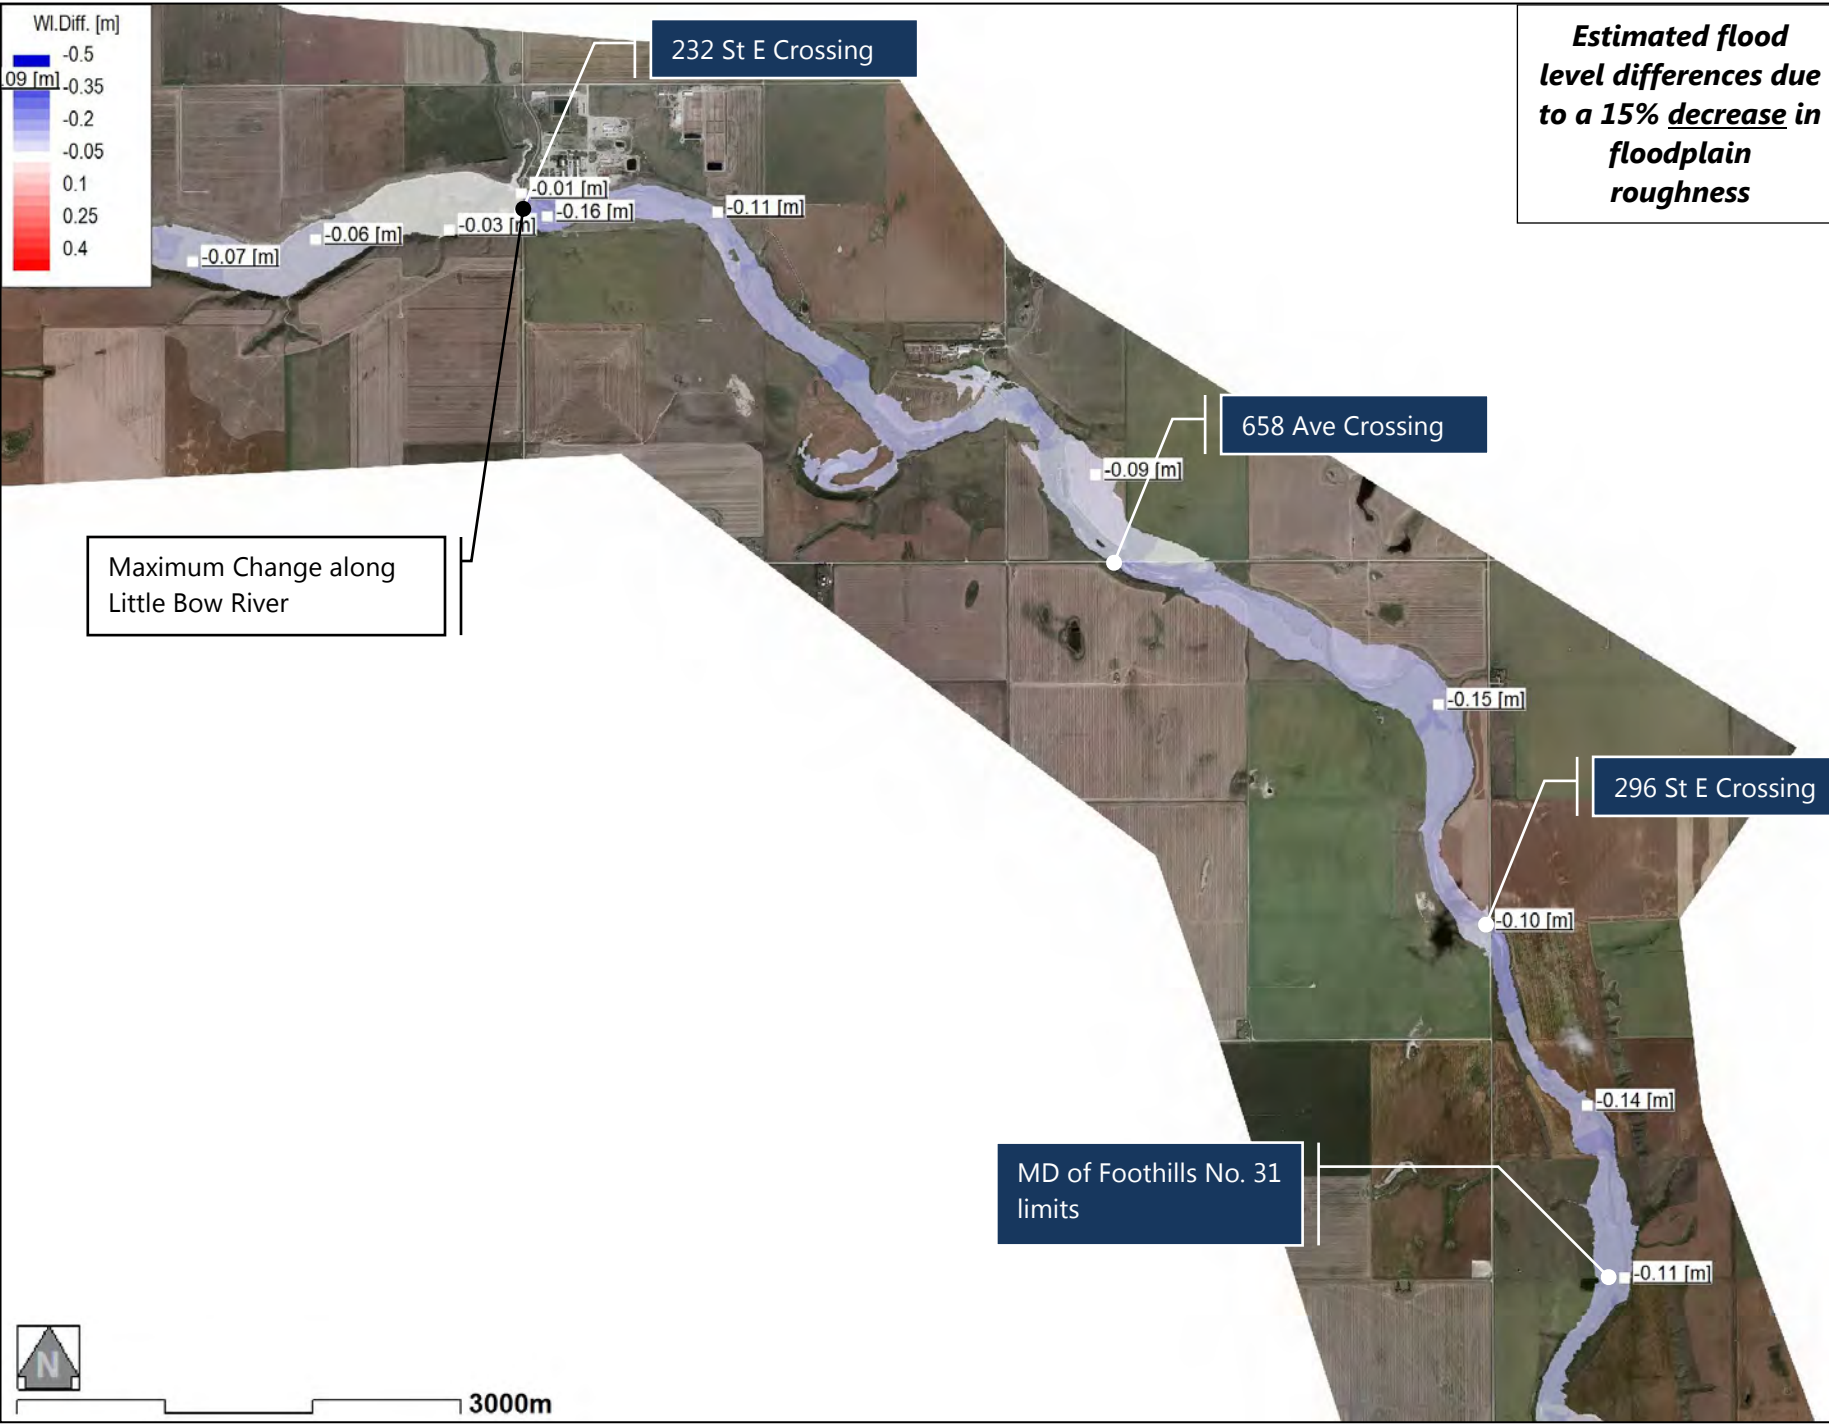 Wl.Diff. [m]
-0.5
.09 [m]
-0.35
-0.2
-0.05
0.1
0.25
0.4
232 St E Crossing
Estimated flood
level differences due
to a 15% decrease in
floodplain
roughness
-0.01 [m]
-0.16 [m]
-0.11 [m]
-0.03 [m]
-0.06 [m]
-0.07 [m]
658 Ave Crossing
-0.09 [m]
Maximum Change along
Little Bow River
-0.15 [m]
296 St E Crossing
-0.10 [m]
-0.14 [m]
MD of Foothills No. 31
limits
-0.11 [m]
N
3000m